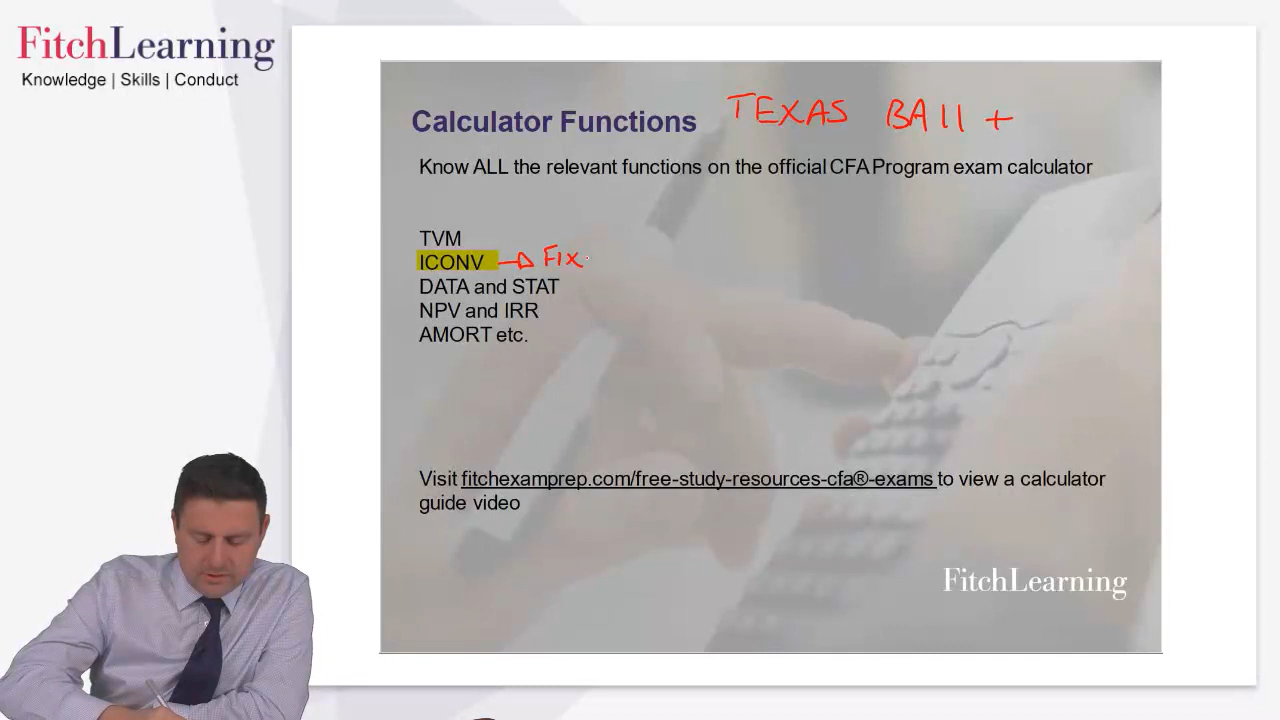 FitchLearning
Knowledge | Skills | Conduct
Calculator Functions TEXAS BA II +
Know ALL the relevant functions on the official CFA Program exam calculator
TVM
ICONV → FIX
DATA and STAT
NPV and IRR
AMORT etc.
Visit fitchexamprep.com/free-study-resources-cfa®-exams to view a calculator
guide video
FitchLearning